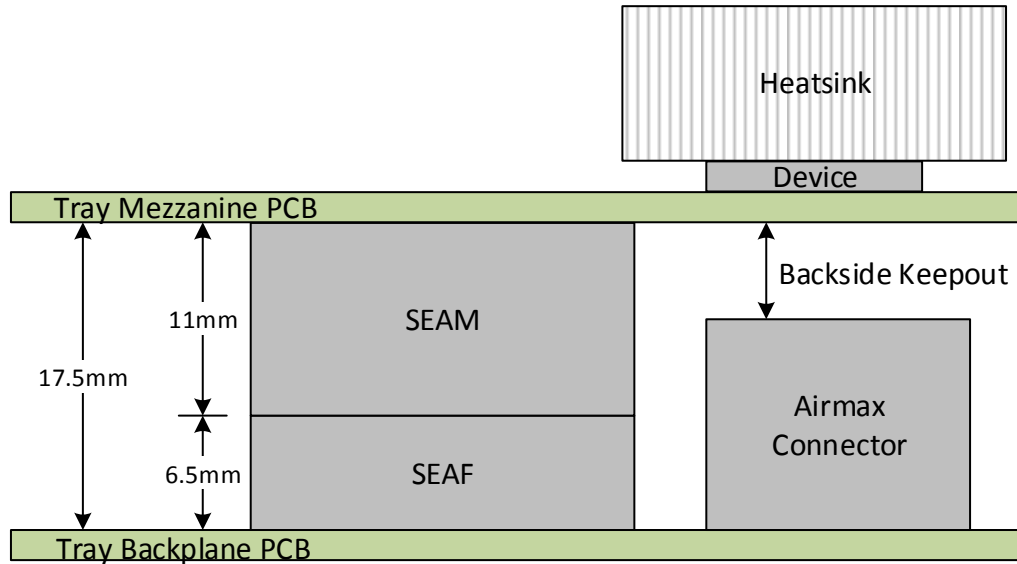 Heatsink
Device
Tray Mezzanine PCB
Backside Keepout
11mm
SEAM
17.5mm
Airmax
Connector
6.5mm
SEAF
Tray Backplane PCB